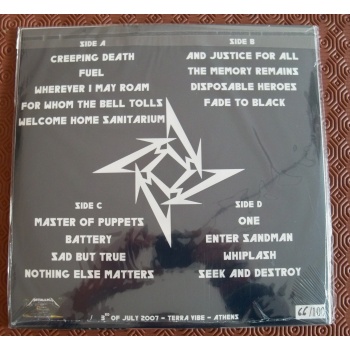 SIDE A
CREEPING DEATH
FUEL
WHEREVER I MAY ROAM
FOR WHOM THE BELL TOLLS
WELCOME HOME SANITARIUM
SIDE B
AND JUSTICE FOR ALL
THE MEMORY REMAINS
DISPOSABLE HEROES
FADE TO BLACK
SIDE C
MASTER OF PUPPETS
BATTERY
SAD BUT TRUE
NOTHING ELSE MATTERS
SIDE D
ONE
ENTER SANDMAN
WHIPLASH
SEEK AND DESTROY
3RD OF JULY 2007 - TERRA VIBE - ATHENS